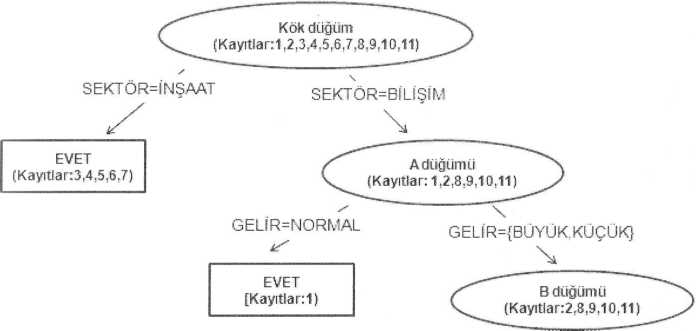 Kök düğüm
(Kayıtlar:1,2,3,4,5,6,7,8,9,10,11)
SEKTÖR=İNŞAAT
SEKTÖR=BİLİŞİM
EVET
(Kayıtlar:3,4,5,6,7)
A düğümü
(Kayıtlar: 1,2,8,9,10,11)
GELİR=NORMAL
GELİR={BÜYÜK,KÜÇÜK}
EVET
[Kayıtlar:1)
B düğümü
(Kayıtlar:2,8,9,10,11)